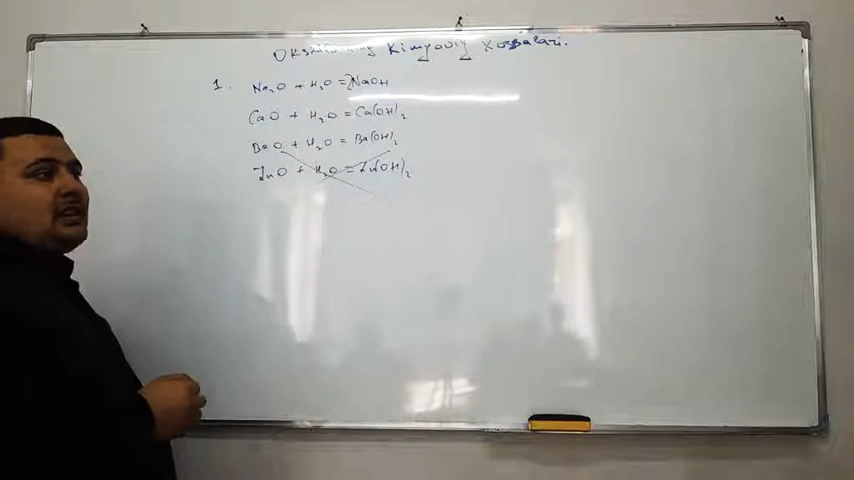 Oksidlarning Kimyoviy Xossalari.
1. Na₂O + H₂O = 2NaOH
CaO + H₂O = Ca(OH)₂
BaO + H₂O = Ba(OH)₂
ZnO + H₂O = Zn(OH)₂